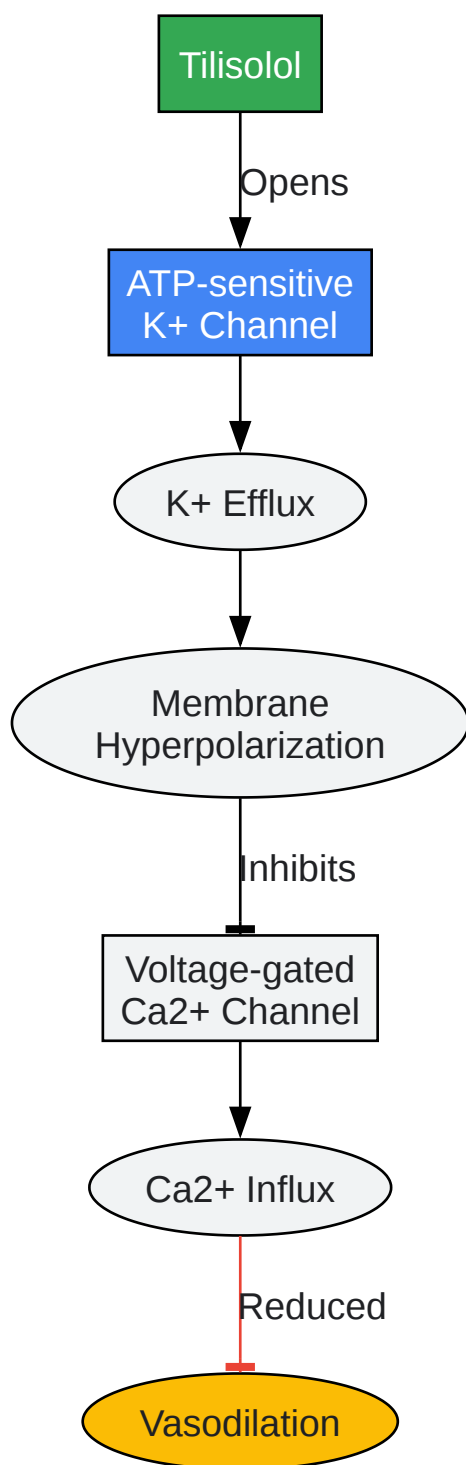 Tilisolol
Opens
ATP-sensitive
K+ Channel
K+ Efflux
Membrane
Hyperpolarization
Inhibits
Voltage-gated
Ca2+ Channel
Ca2+ Influx
Reduced
Vasodilation